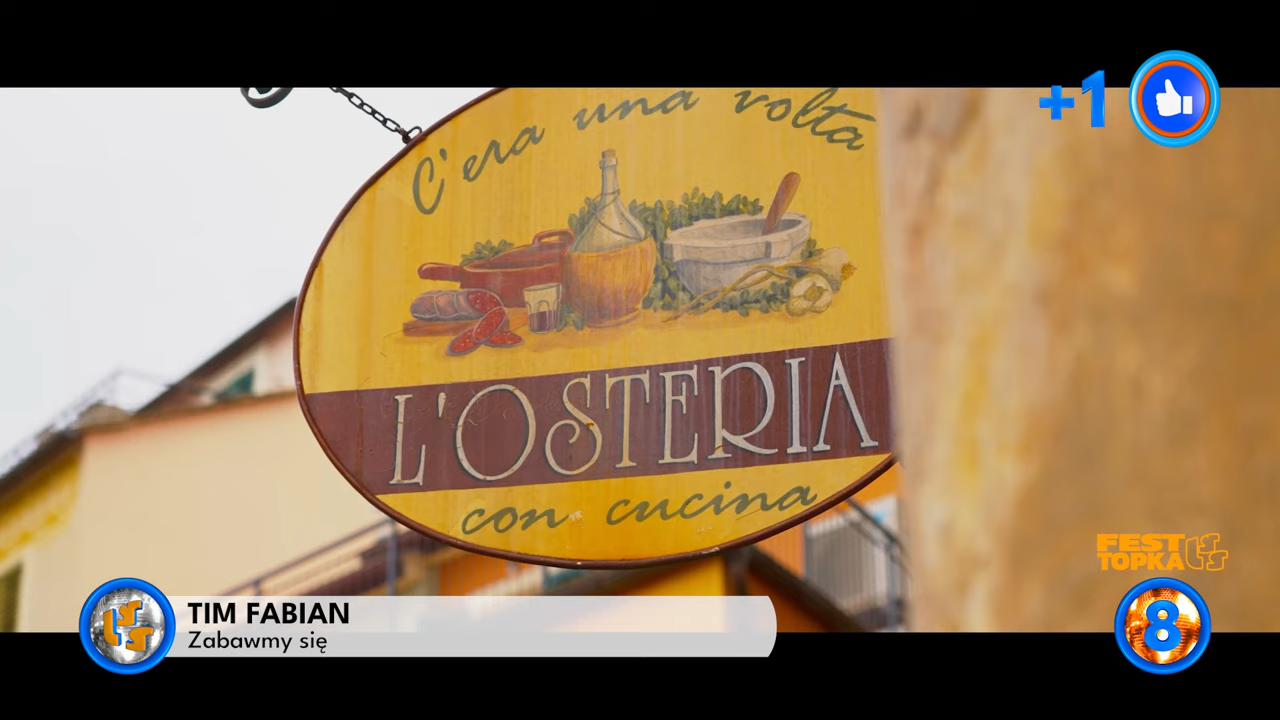 +1
C'era una volta
L'OSTERIA
con cucina
FEST
TOPKA
TIM FABIAN
Zabawmy się
8